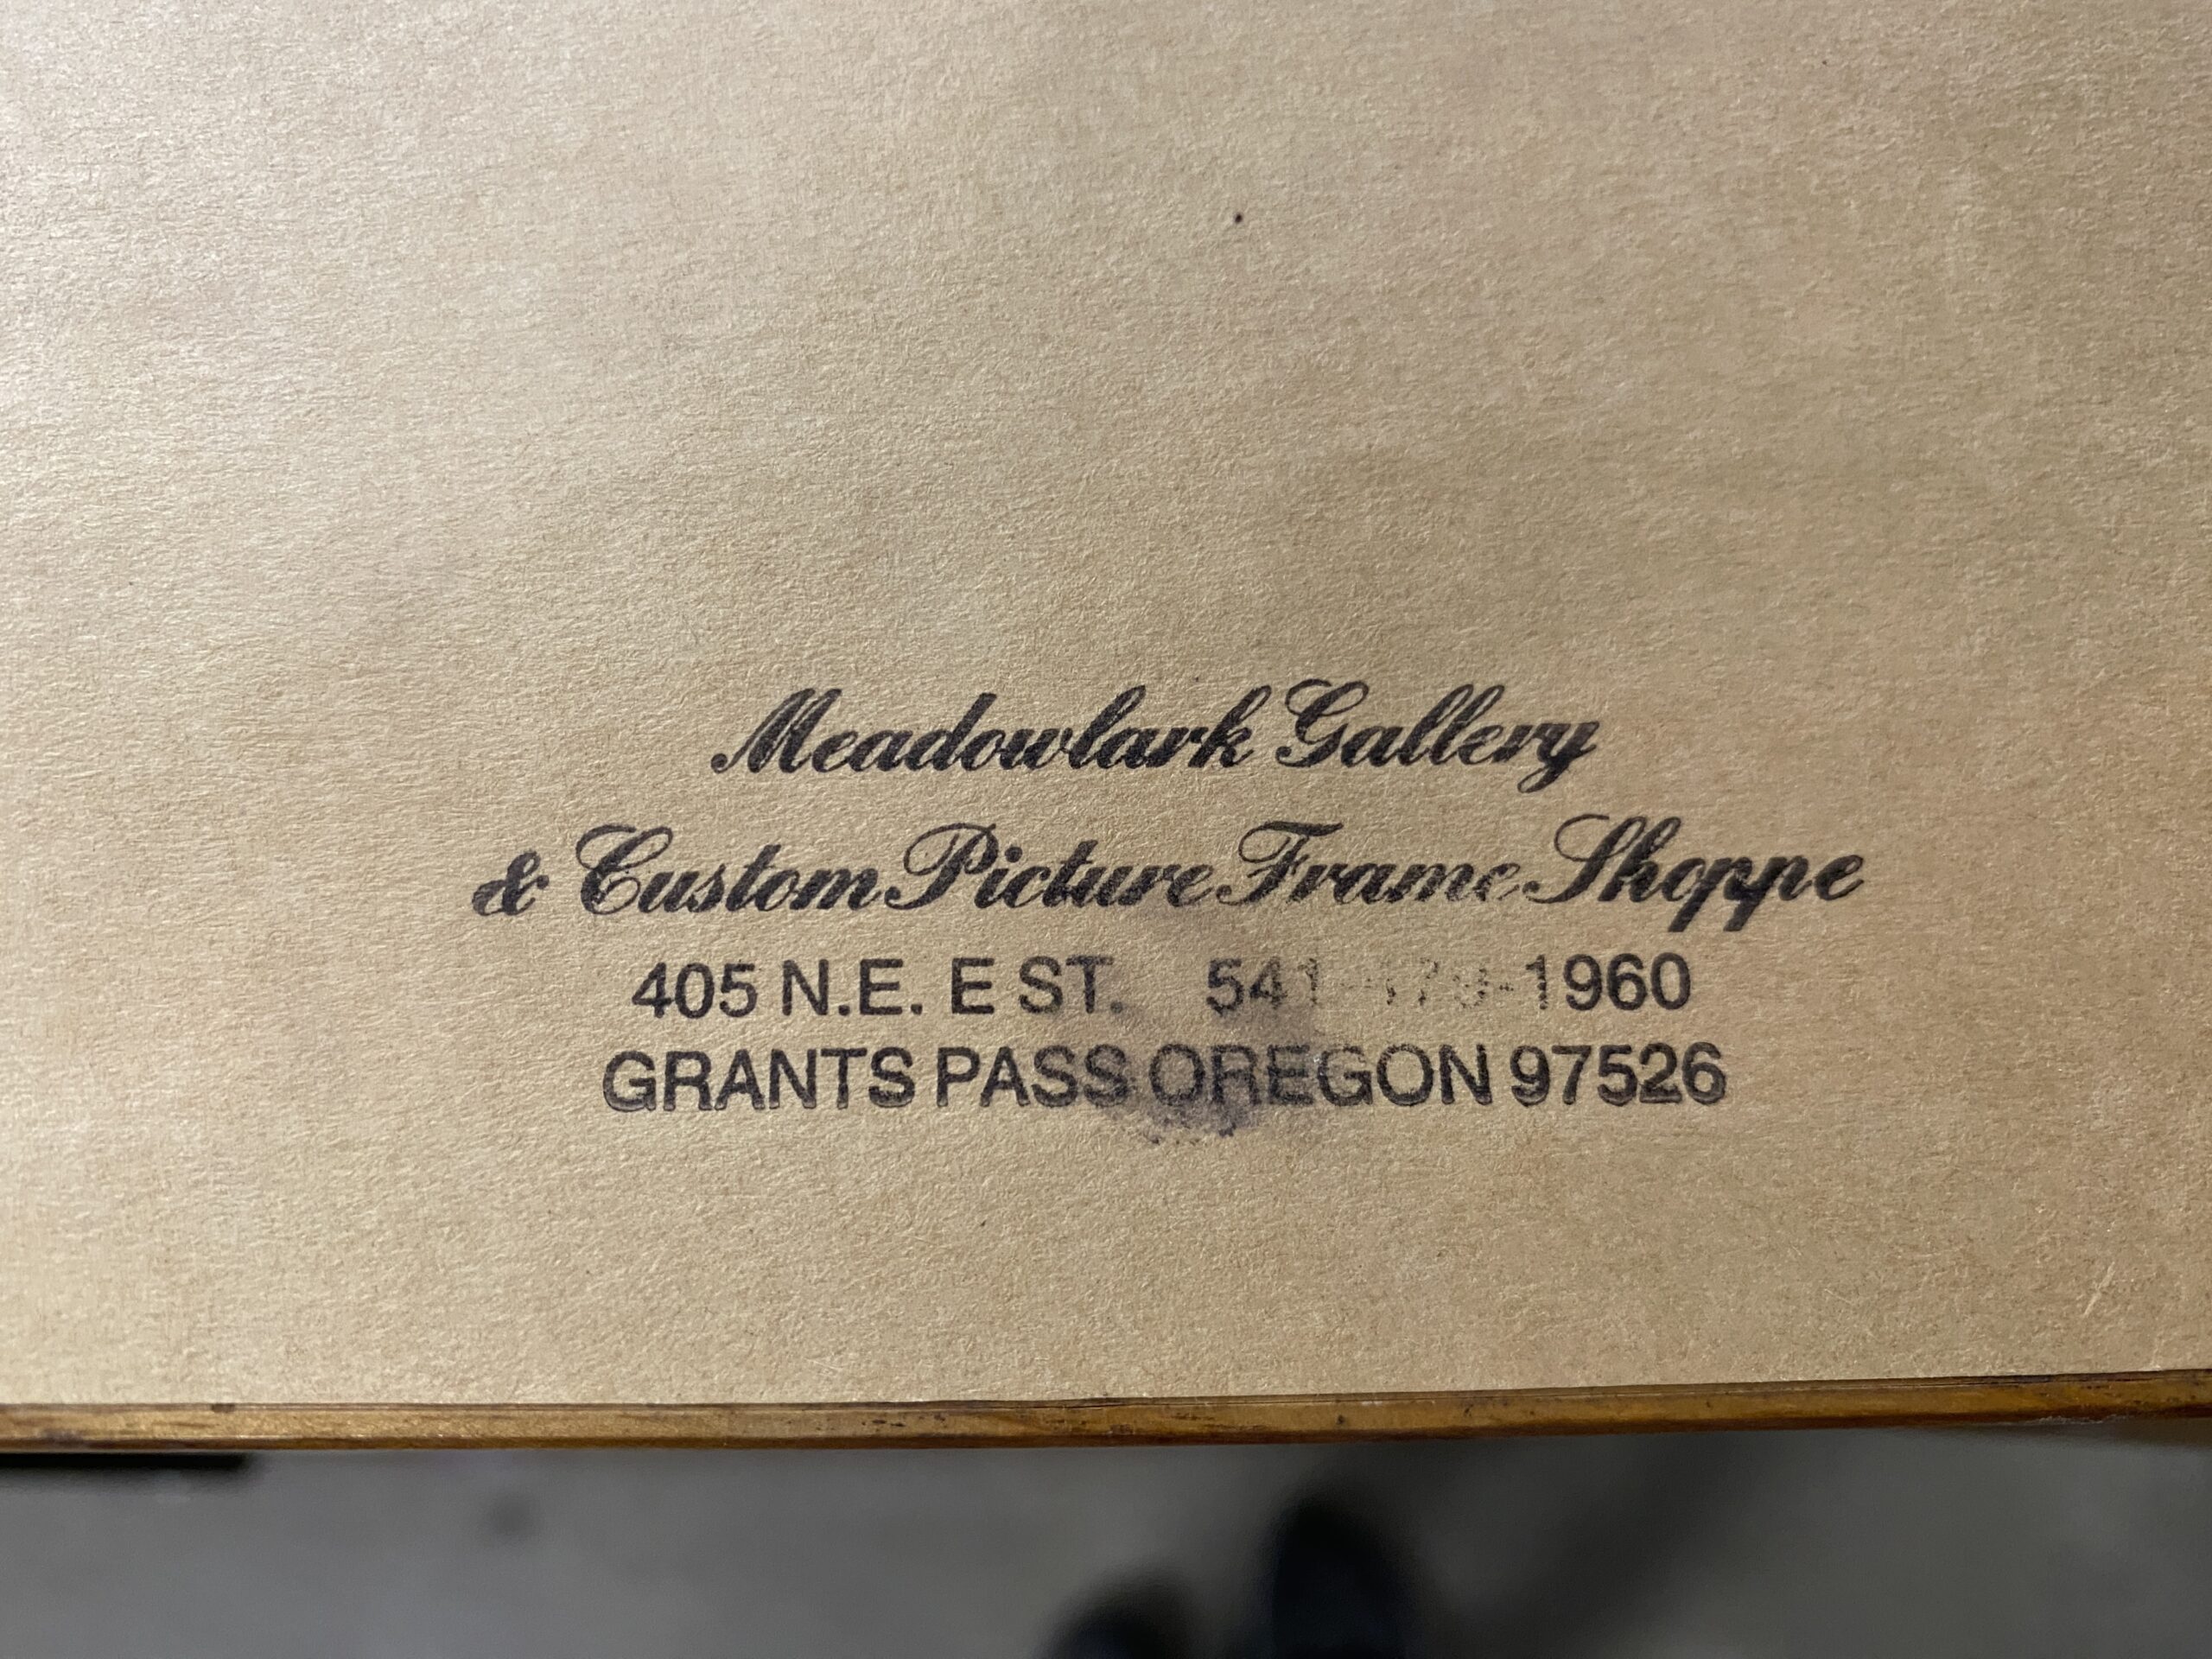 Meadowlark Gallery
& Custom Picture Frame Shoppe
405 N.E. E ST.
GRANTS PASS OREGON 97526